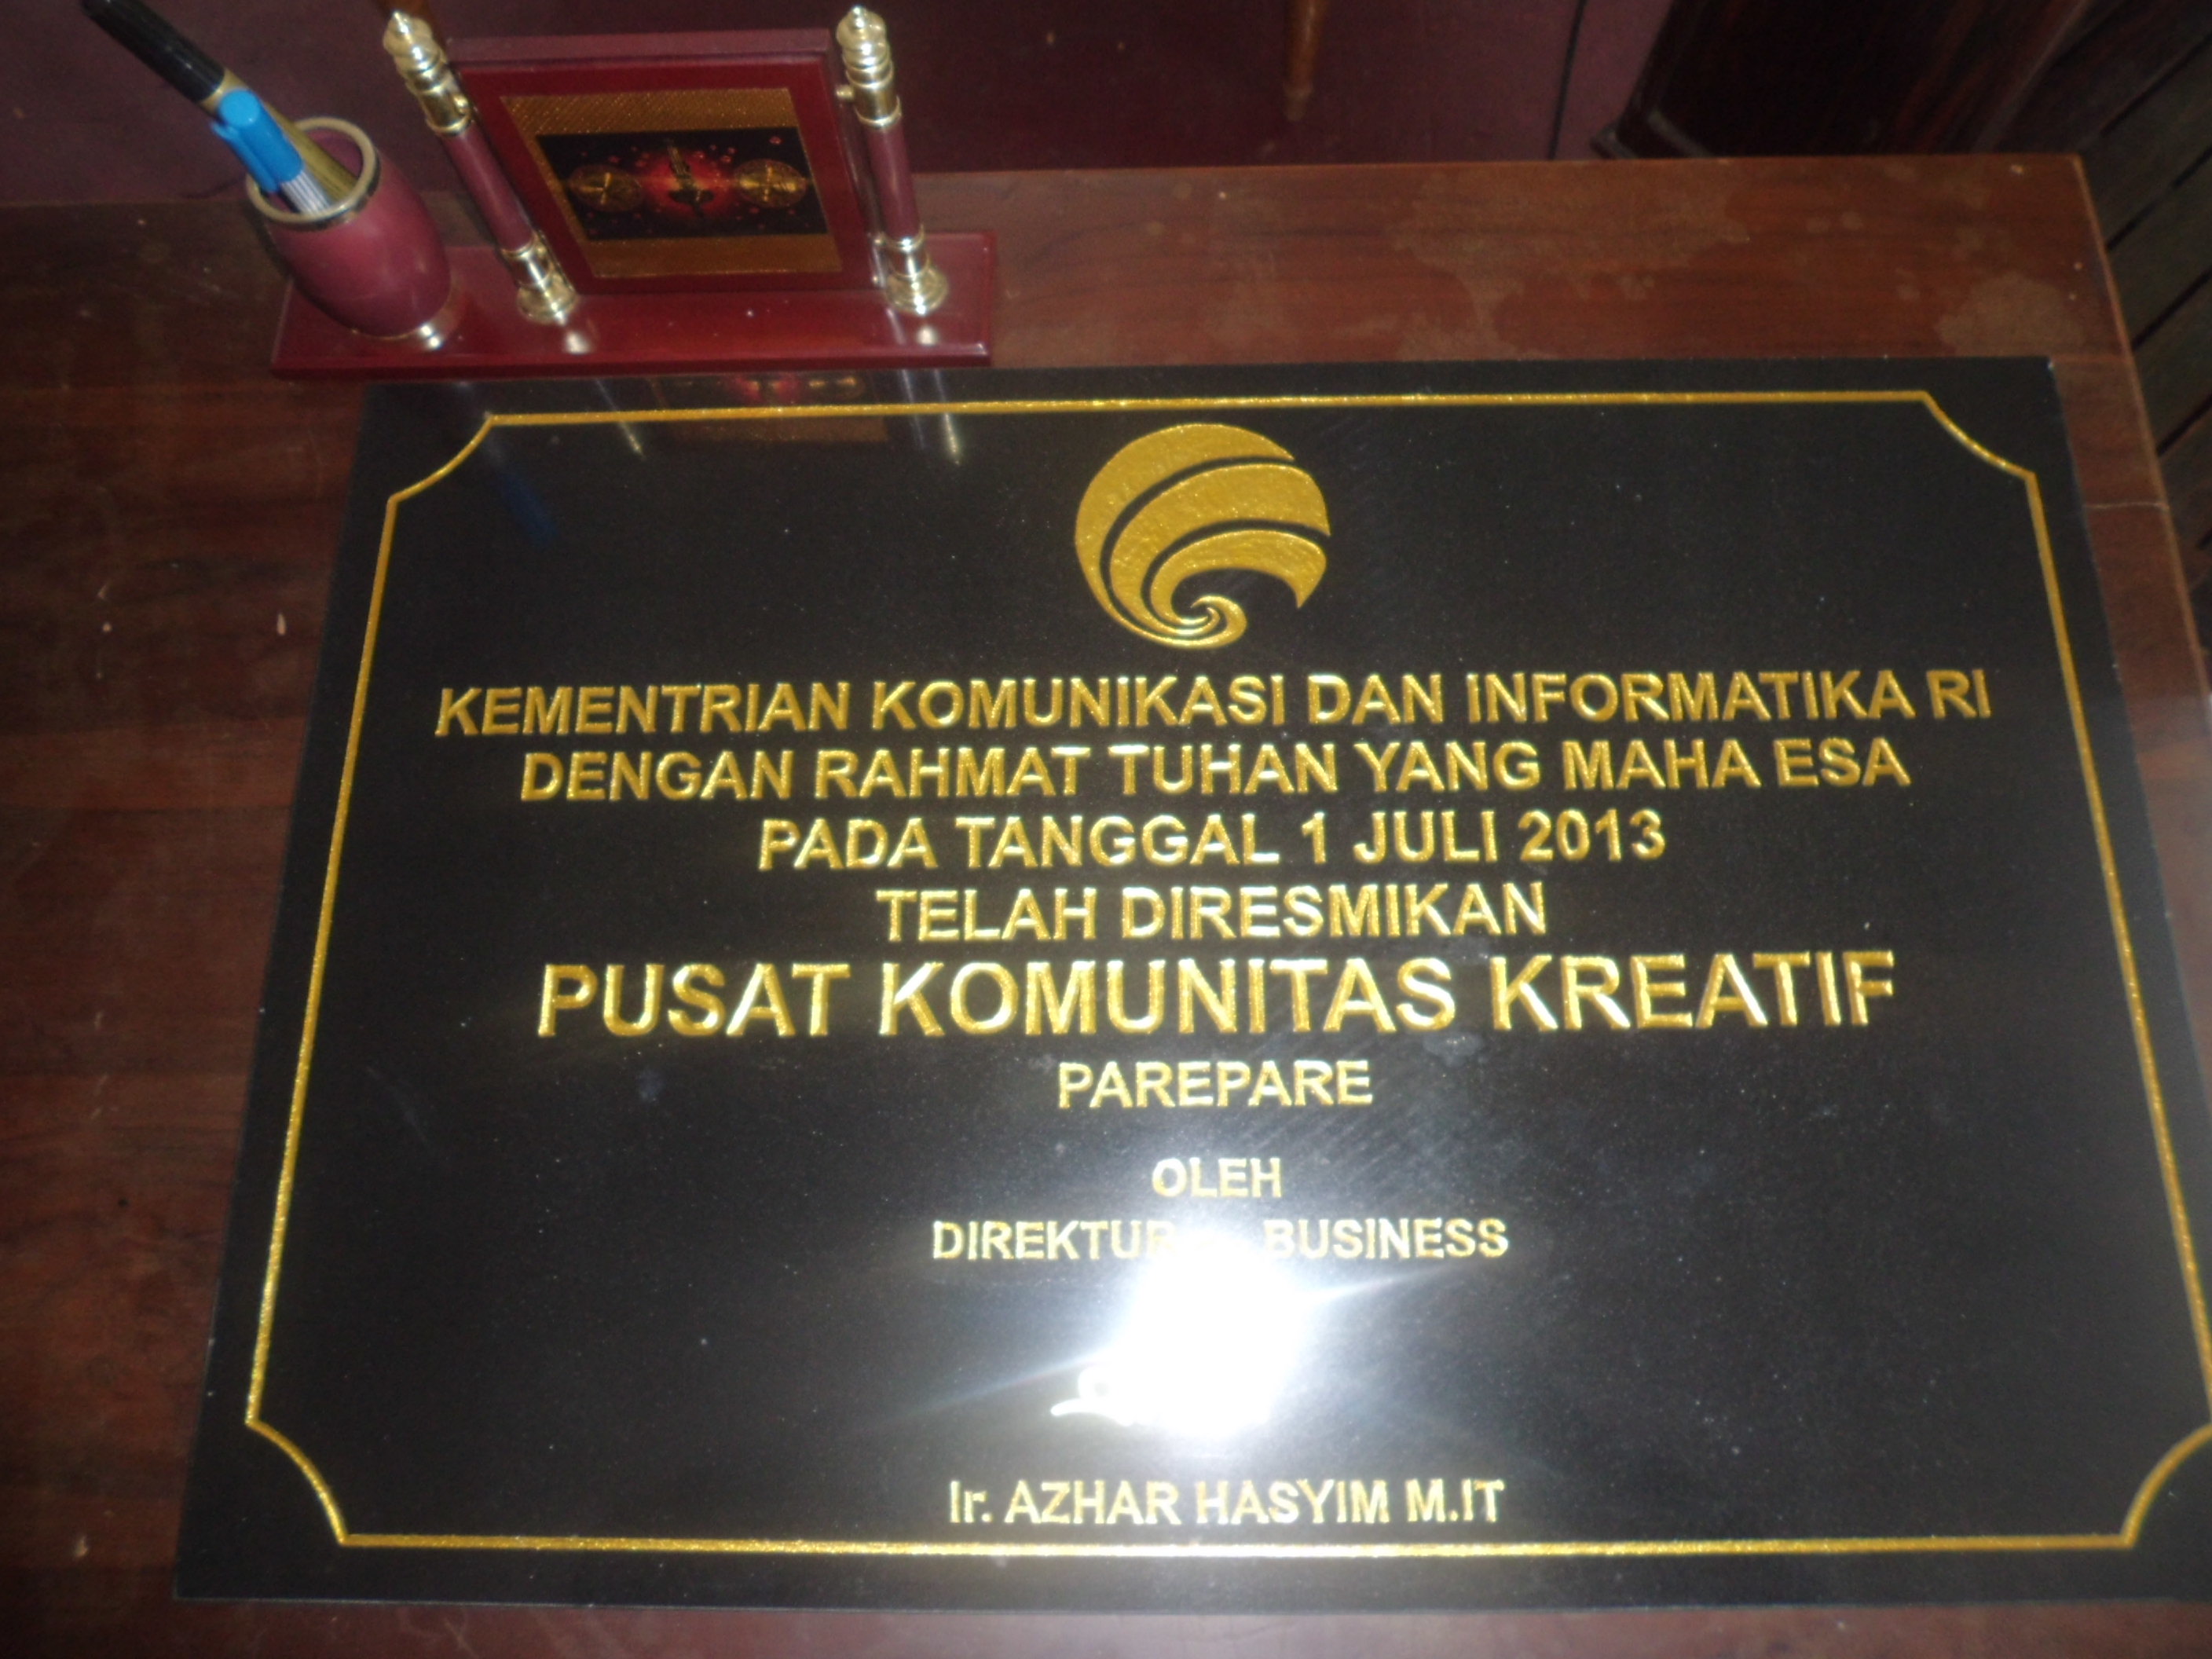 KEMENTRIAN KOMUNIKASI DAN INFORMATIKA RI
DENGAN RAHMAT TUHAN YANG MAHA ESA
PADA TANGGAL 1 JULI 2013
TELAH DIRESMIKAN
PUSAT KOMUNITAS KREATIF
PAREPARE
OLEH
DIREKTUR BUSINESS
Ir. AZHAR HASYIM M.IT